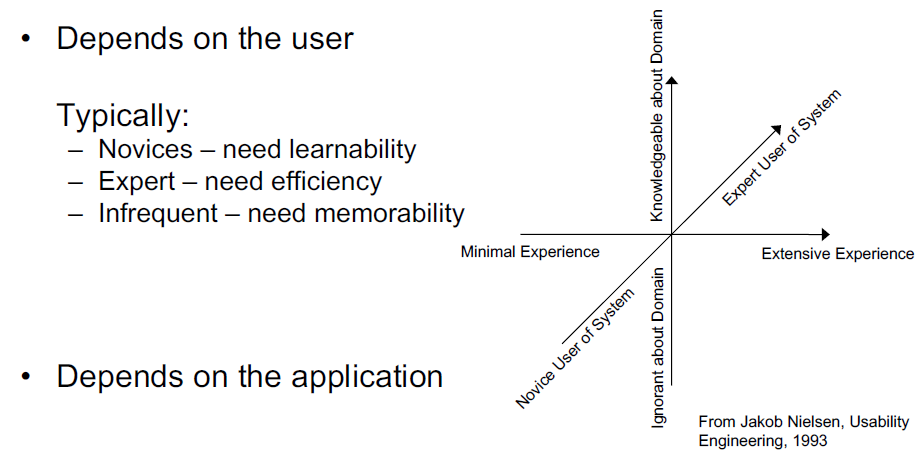 • Depends on the user
Typically:
– Novices – need learnability
– Expert – need efficiency
– Infrequent – need memorability
• Depends on the application
Knowledgeable about Domain
Expert User of System
Minimal Experience
Extensive Experience
Novice User of System
Ignorant about Domain
From Jakob Nielsen, Usability
Engineering, 1993